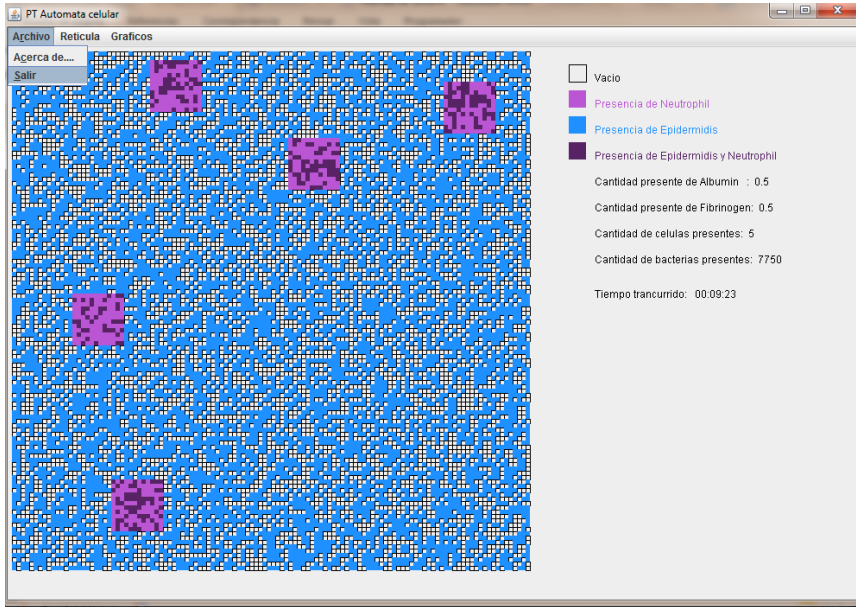 PT Automata celular
Archivo Reticula Graficos
Acerca de....
Salir
Vacio
Presencia de Neutrophil
Presencia de Epidermidis
Presencia de Epidermidis y Neutrophil
Cantidad presente de Albumin : 0.5
Cantidad presente de Fibrinogen: 0.5
Cantidad de celulas presentes: 5
Cantidad de bacterias presentes: 7750
Tiempo trancurrido: 00:09:23